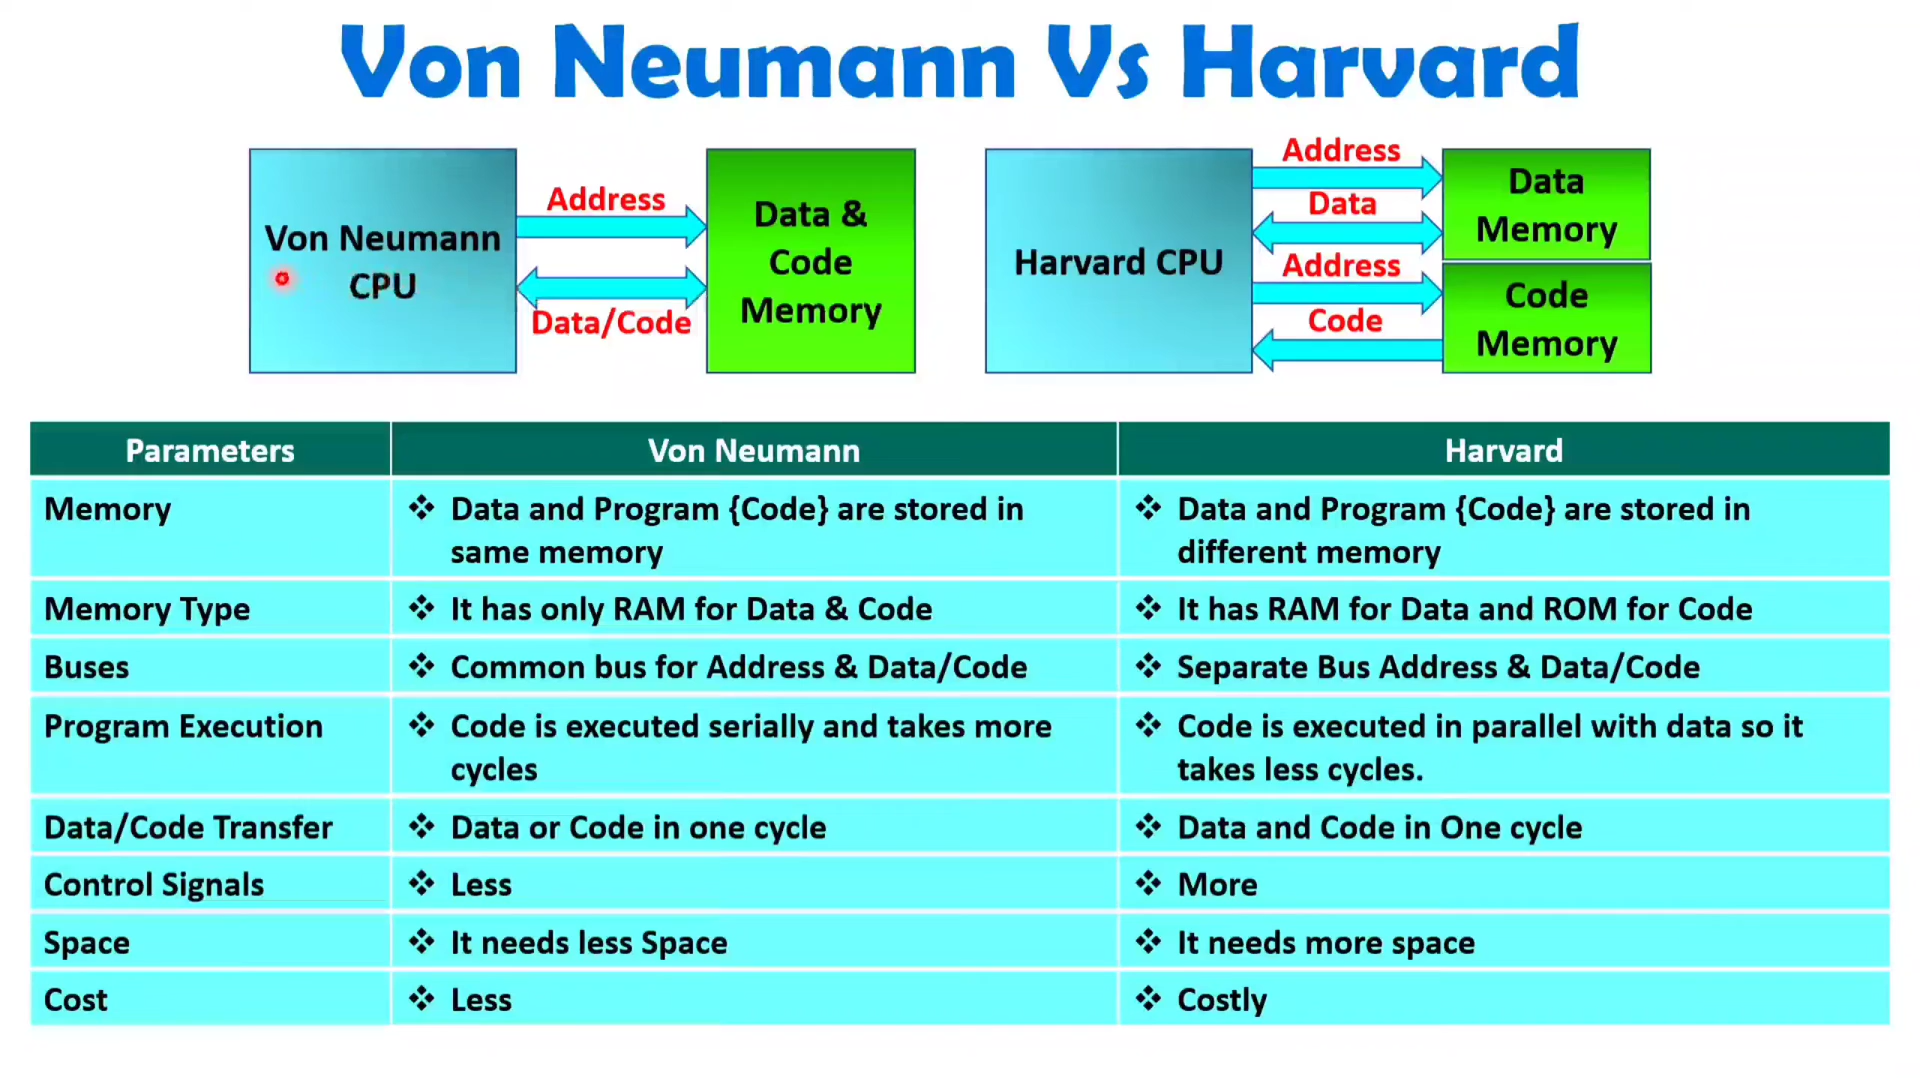 Von Neumann Vs Harvard
Von Neumann
CPU
Address
Data/Code
Data &
Code
Memory
Harvard CPU
Address
Data
Address
Code
Data
Memory
Code
Memory
Parameters
Von Neumann
Harvard
Memory
❖ Data and Program {Code} are stored in
same memory
❖ Data and Program {Code} are stored in
different memory
Memory Type
❖ It has only RAM for Data & Code
❖ It has RAM for Data and ROM for Code
Buses
❖ Common bus for Address & Data/Code
❖ Separate Bus Address & Data/Code
Program Execution
❖ Code is executed serially and takes more
cycles
❖ Code is executed in parallel with data so it
takes less cycles.
Data/Code Transfer
❖ Data or Code in one cycle
❖ Data and Code in One cycle
Control Signals
❖ Less
❖ More
Space
❖ It needs less Space
❖ It needs more space
Cost
❖ Less
❖ Costly